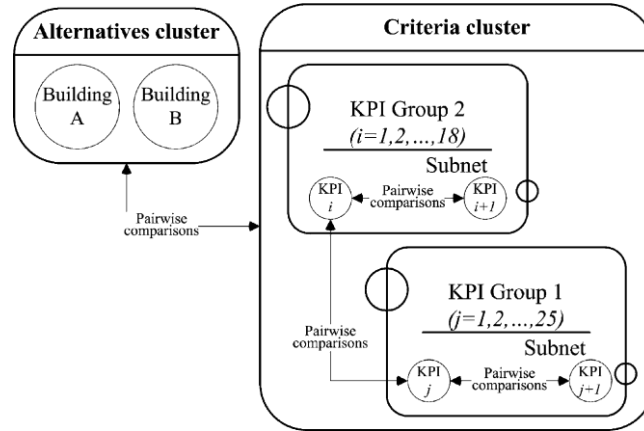 Alternatives cluster
Building
A
Building
B
Pairwise
comparisons
Criteria cluster
KPI Group 2
(i=1,2,...,18)
Subnet
KPI
i
Pairwise
comparisons
KPI
i+1
Pairwise
comparisons
KPI Group 1
(j=1,2,...,25)
Subnet
KPI
j
Pairwise
comparisons
KPI
j+1